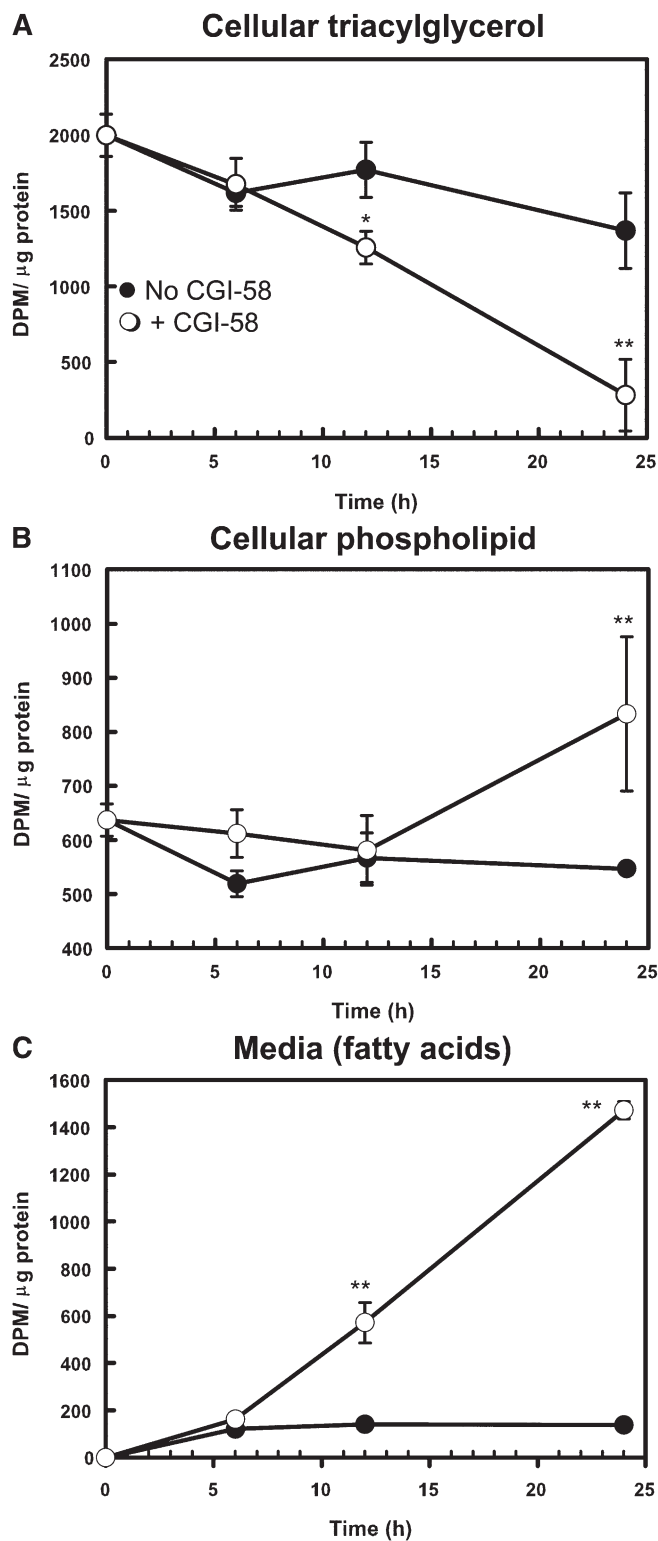 A
Cellular triacylglycerol
2500
2000
1500
1000
500
0
DPM/ μg protein
*
**
No CGI-58
+ CGI-58
0 5 10 15 20 25
Time (h)
B
Cellular phospholipid
1100
1000
900
800
700
600
500
400
DPM/ μg protein
**
0 5 10 15 20 25
Time (h)
C
Media (fatty acids)
1600
1400
1200
1000
800
600
400
200
0
DPM/ μg protein
**
**
0 5 10 15 20 25
Time (h)